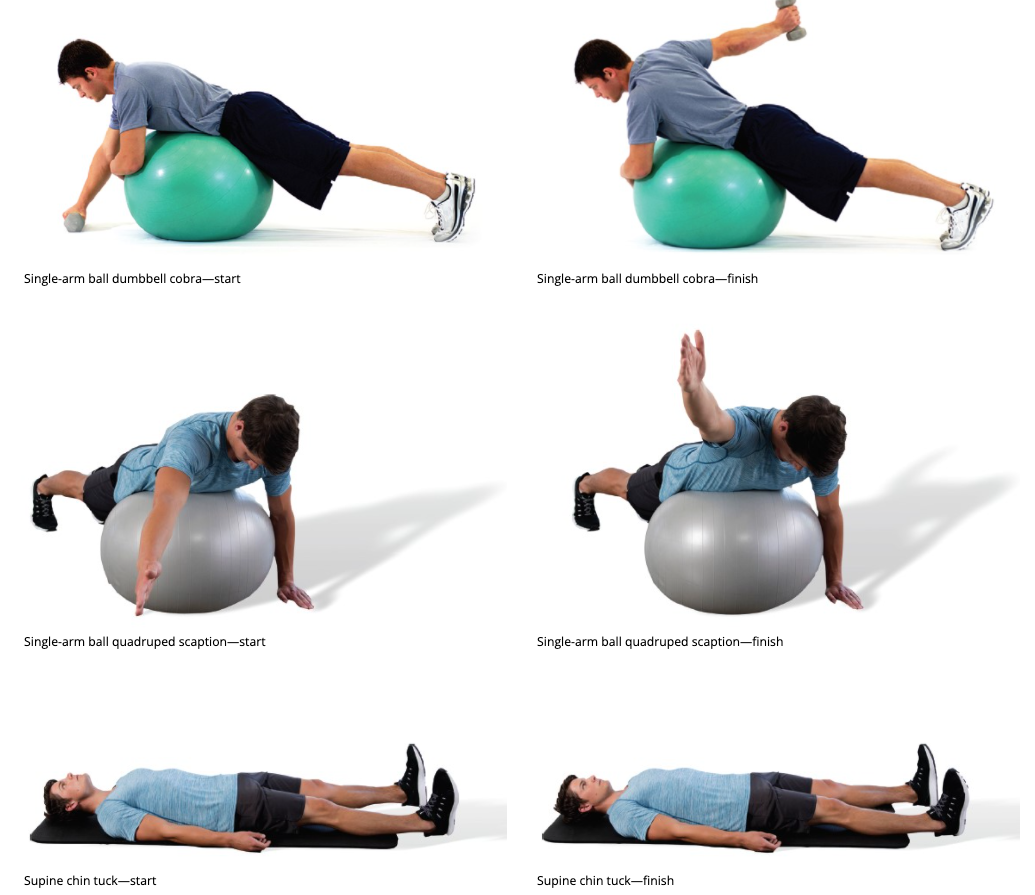 Single-arm ball dumbbell cobra—start
Single-arm ball dumbbell cobra—finish
Single-arm ball quadruped scaption—start
Single-arm ball quadruped scaption—finish
Supine chin tuck—start
Supine chin tuck—finish